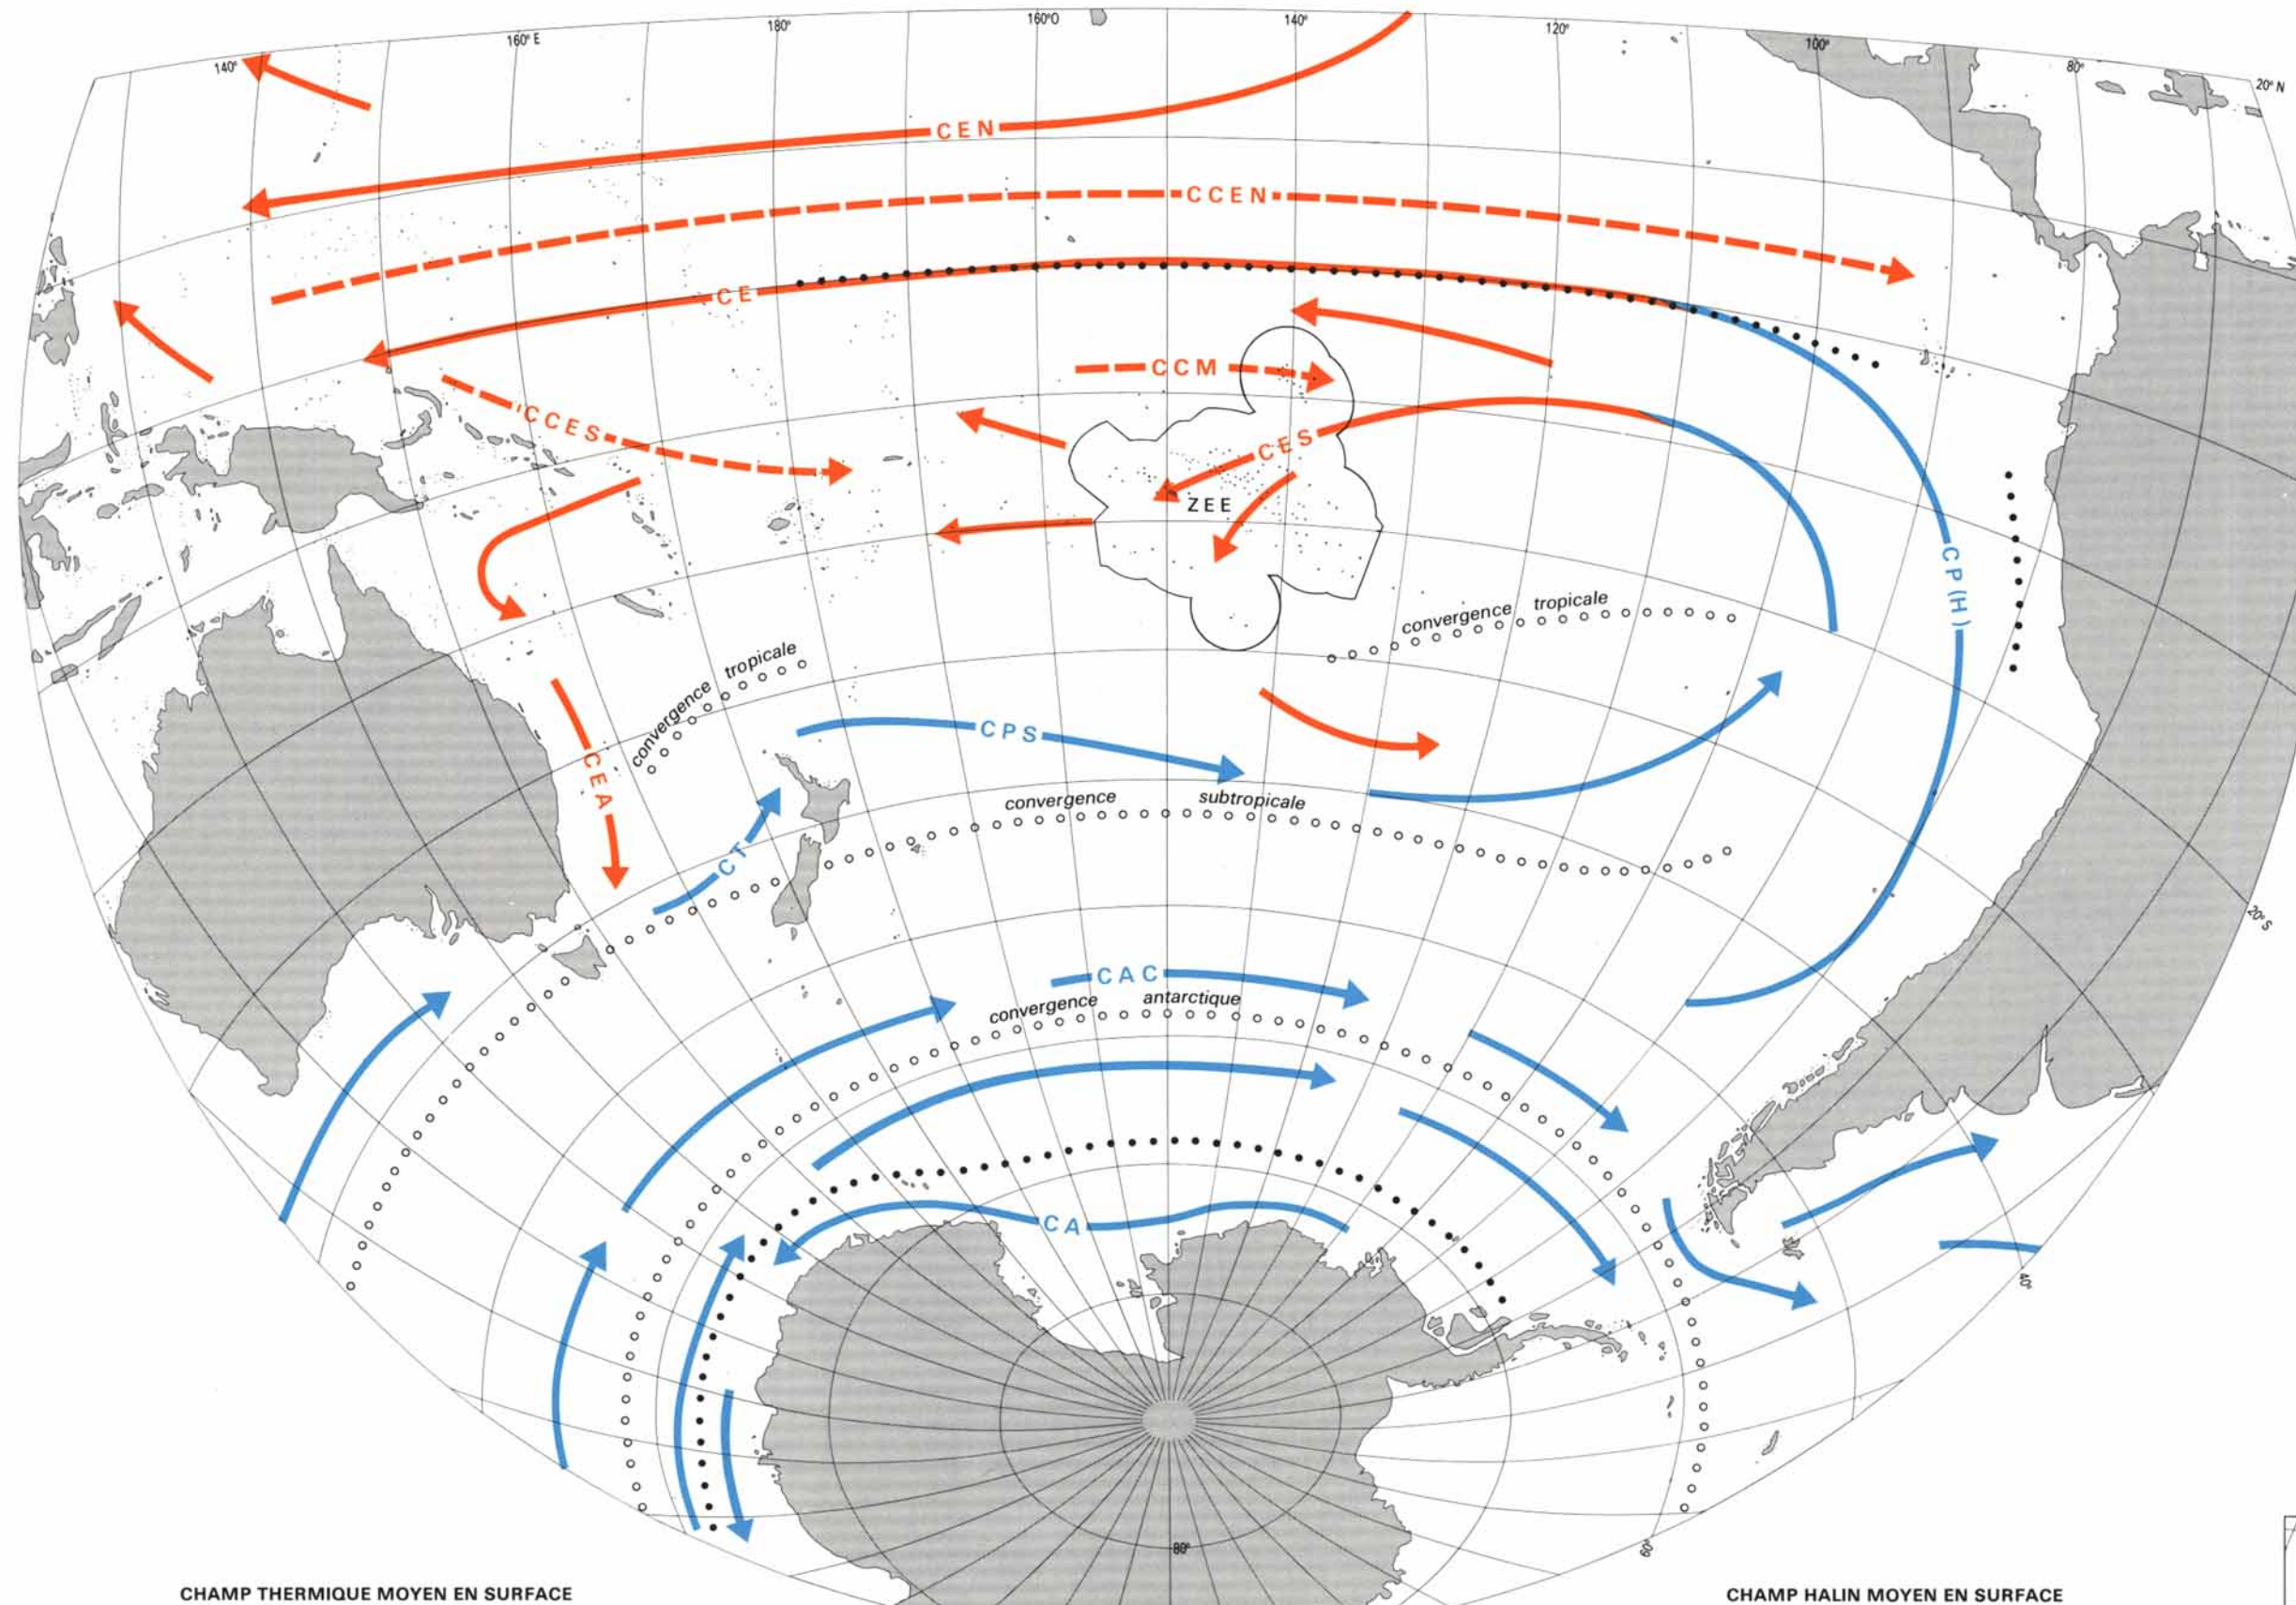 140°
160° E
180°
160°O
140°
120°
100°
80°
20° N
CEN
CCEN
CE
CCM
CCES
CES
ZEE
CP(H)
convergence tropicale
convergence tropicale
CPS
CEA
convergence subtropicale
CT
20° S
CAC
convergence antarctique
CA
40°
60°
80°
CHAMP THERMIQUE MOYEN EN SURFACE
CHAMP HALIN MOYEN EN SURFACE